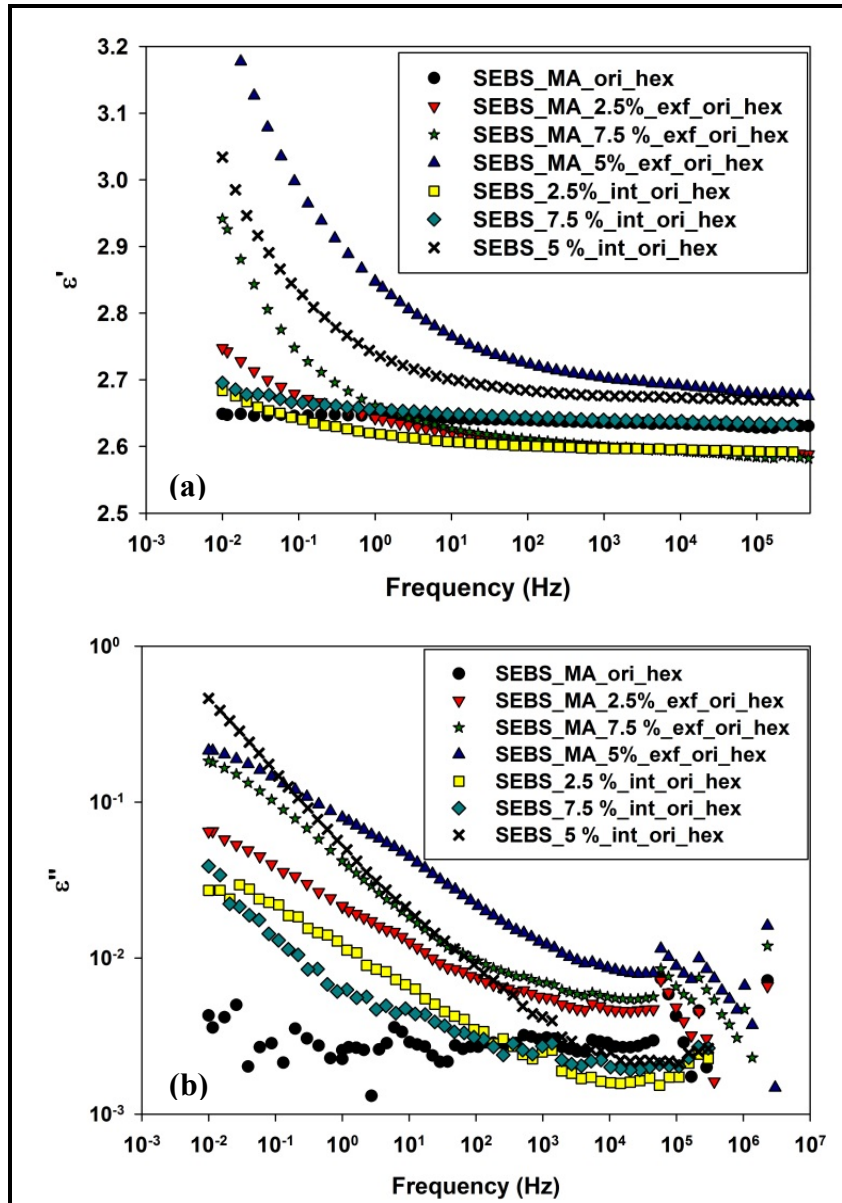 3.2
3.1
3.0
2.9
2.8
2.7
2.6
2.5
ε'
SEBS_MA_ori_hex
SEBS_MA_2.5%_exf_ori_hex
SEBS_MA_7.5 %_exf_ori_hex
SEBS_MA_5%_exf_ori_hex
SEBS_2.5%_int_ori_hex
SEBS_7.5 %_int_ori_hex
SEBS_5 %_int_ori_hex
(a)
10-3 10-2 10-1 100 101 102 103 104 105
Frequency (Hz)
100
10-1
10-2
10-3
ε"
SEBS_MA_ori_hex
SEBS_MA_2.5%_exf_ori_hex
SEBS_MA_7.5 %_exf_ori_hex
SEBS_MA_5%_exf_ori_hex
SEBS_2.5 %_int_ori_hex
SEBS_7.5 %_int_ori_hex
SEBS_5 %_int_ori_hex
(b)
10-3 10-2 10-1 100 101 102 103 104 105 106 107
Frequency (Hz)